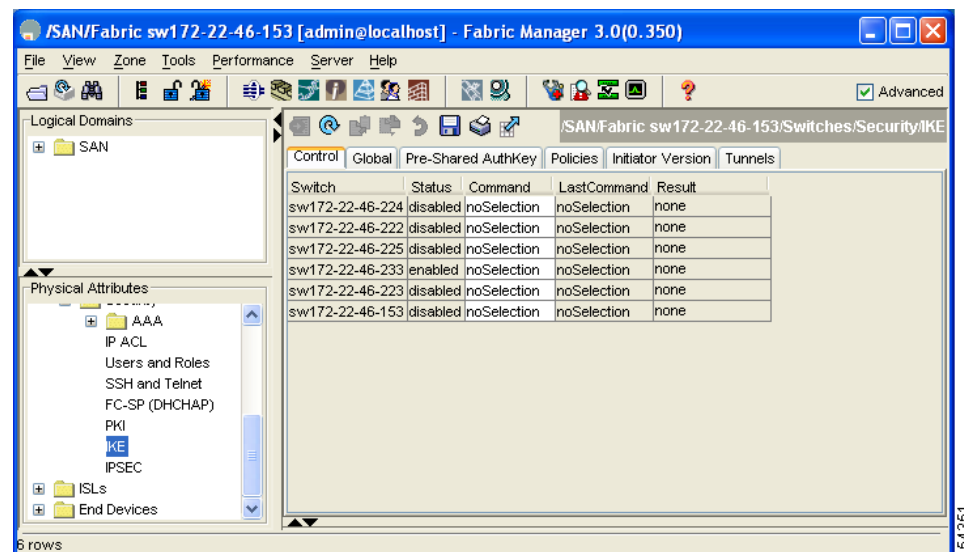 /SAN/Fabric sw172-22-46-153 [admin@localhost] - Fabric Manager 3.0(0.350)
File View Zone Tools Performance Server Help
Advanced
Logical Domains
SAN
/SAN/Fabric sw172-22-46-153/Switches/Security/IKE
Control Global Pre-Shared AuthKey Policies Initiator Version Tunnels
Switch Status Command LastCommand Result
sw172-22-46-224 disabled noSelection noSelection none
sw172-22-46-222 disabled noSelection noSelection none
sw172-22-46-225 disabled noSelection noSelection none
sw172-22-46-233 enabled noSelection noSelection none
sw172-22-46-223 disabled noSelection noSelection none
sw172-22-46-153 disabled noSelection noSelection none
Physical Attributes
Security
AAA
IP ACL
Users and Roles
SSH and Telnet
FC-SP (DHCHAP)
PKI
IKE
IPSEC
ISLs
End Devices
6 rows